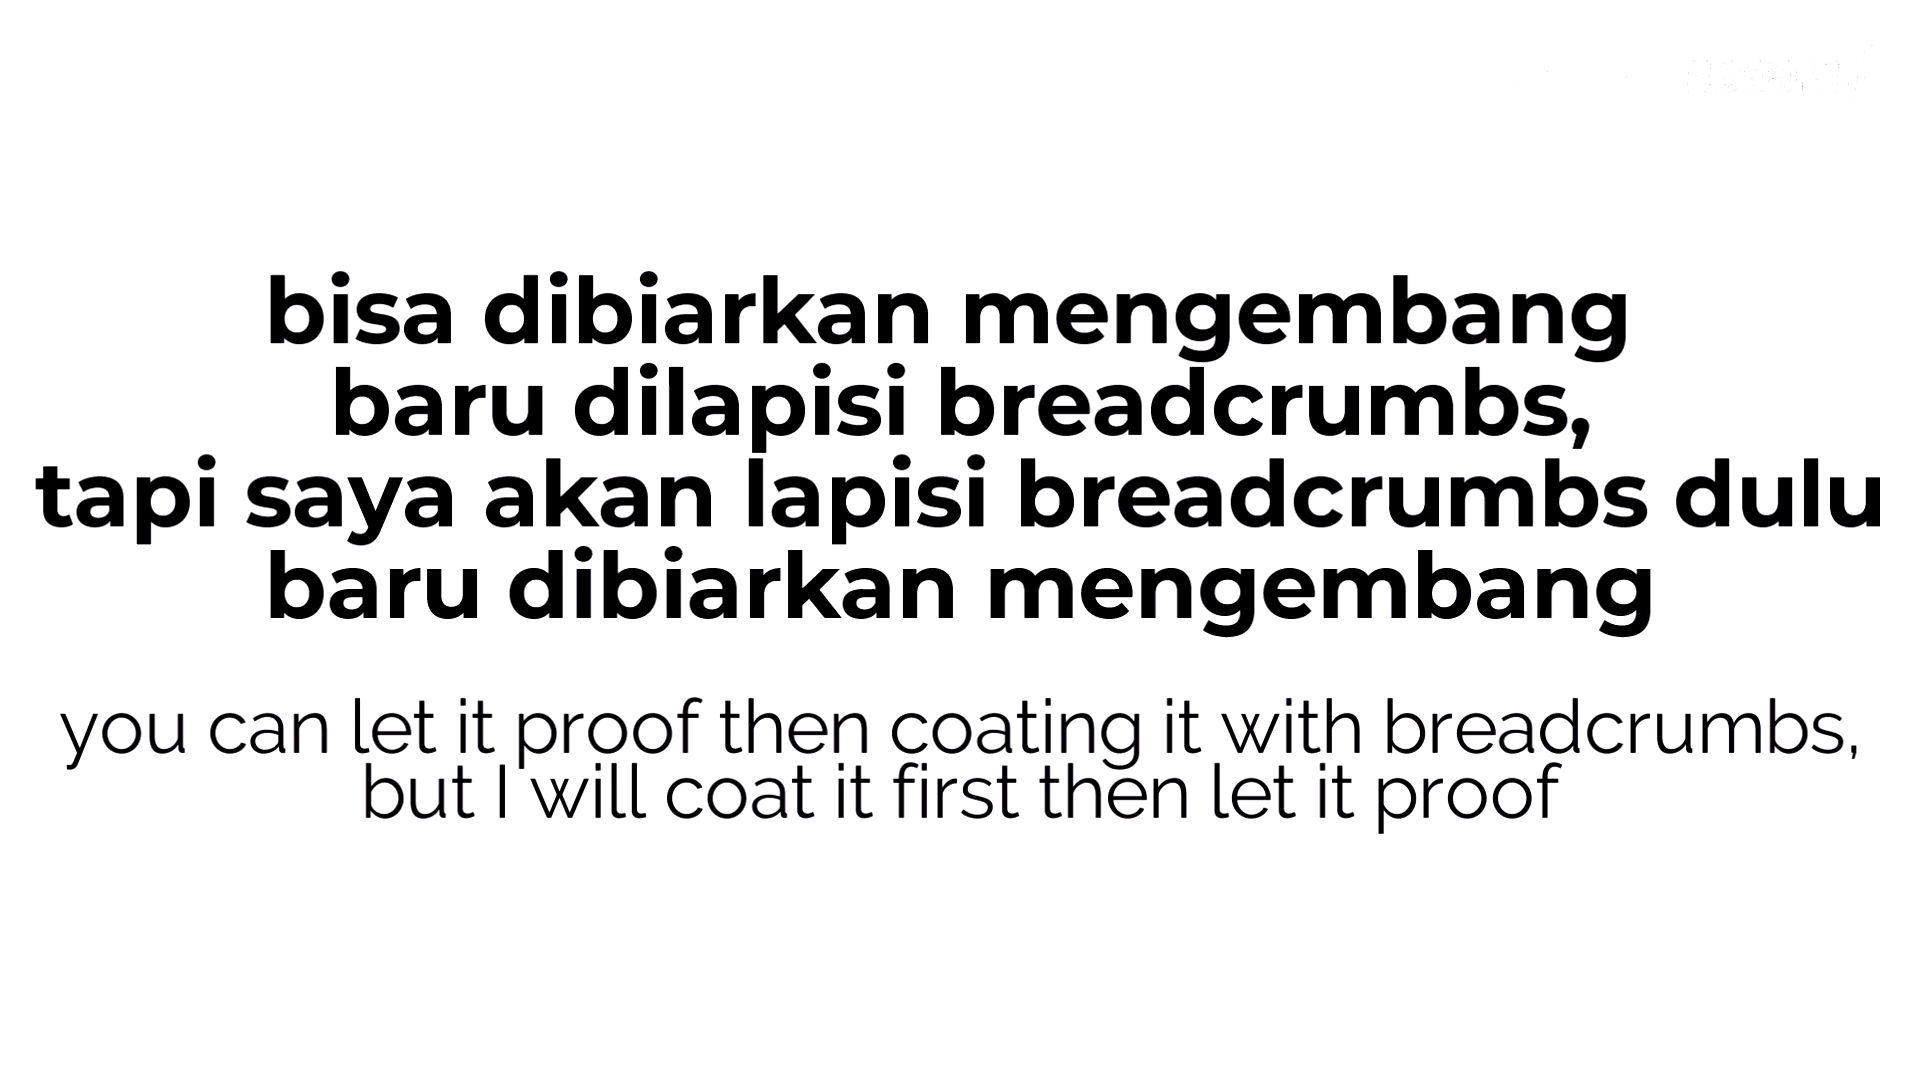 bisa dibiarkan mengembang
baru dilapisi breadcrumbs,
tapi saya akan lapisi breadcrumbs dulu
baru dibiarkan mengembang
you can let it proof then coating it with breadcrumbs,
but I will coat it first then let it proof